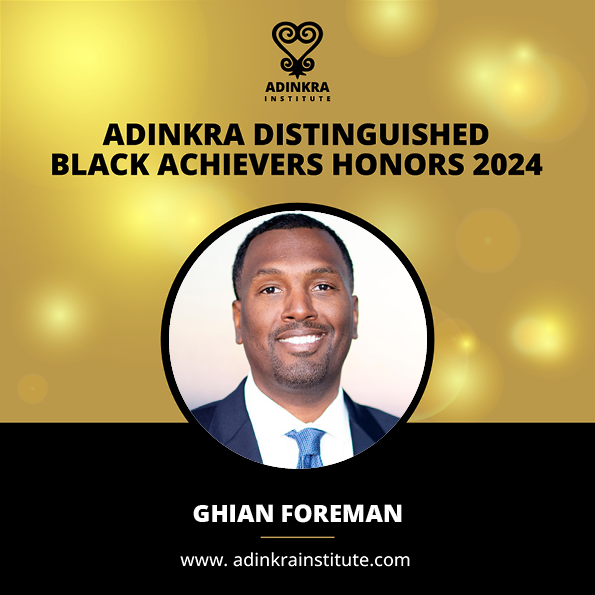 ADINKRA
INSTITUTE
ADINKRA DISTINGUISHED
BLACK ACHIEVERS HONORS 2024
GHIAN FOREMAN
www. adinkrainstitute.com